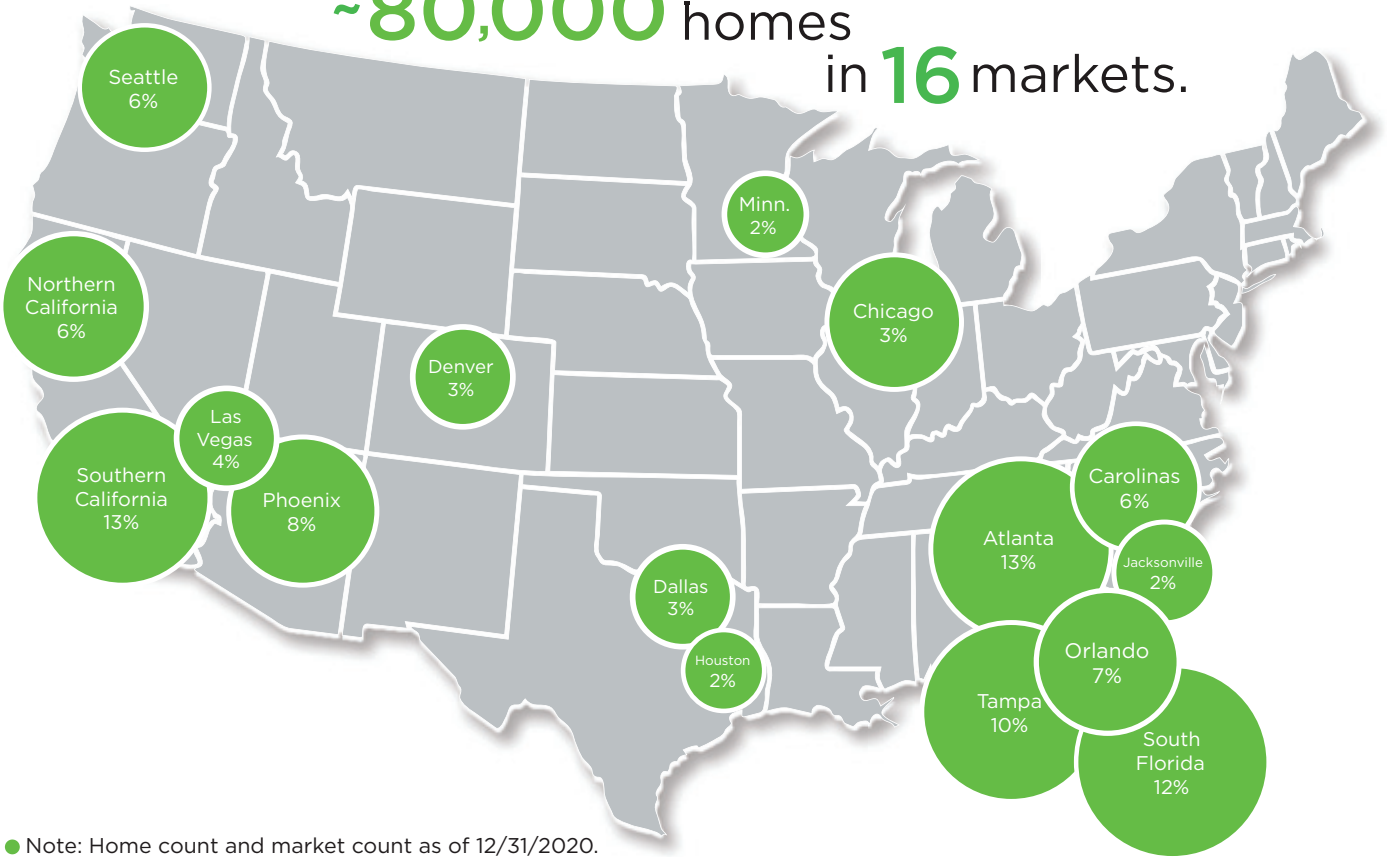 ~80,000 homes
in 16 markets.
Seattle
6%
Minn.
2%
Northern
California
6%
Chicago
3%
Denver
3%
Las
Vegas
4%
Southern
California
13%
Phoenix
8%
Carolinas
6%
Atlanta
13%
Jacksonville
2%
Dallas
3%
Houston
2%
Orlando
7%
Tampa
10%
South
Florida
12%
Note: Home count and market count as of 12/31/2020.